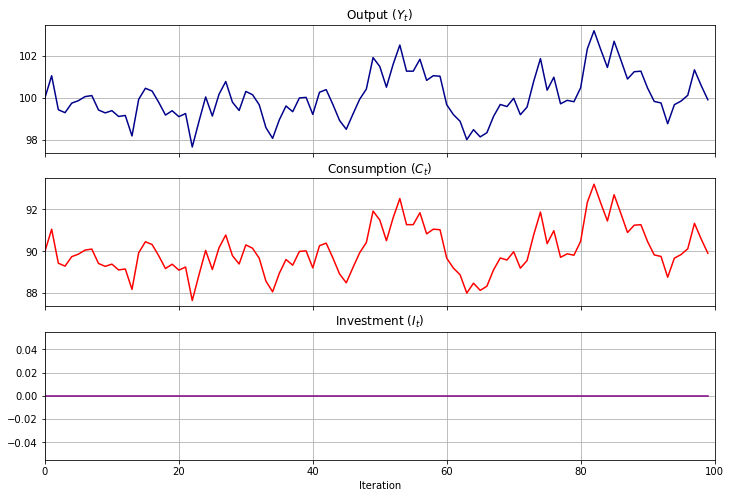 Output (Y_t)
102
100
98
Consumption (C_t)
92
90
88
Investment (I_t)
0.04
0.02
0.00
−0.02
−0.04
0 20 40 60 80 100
Iteration